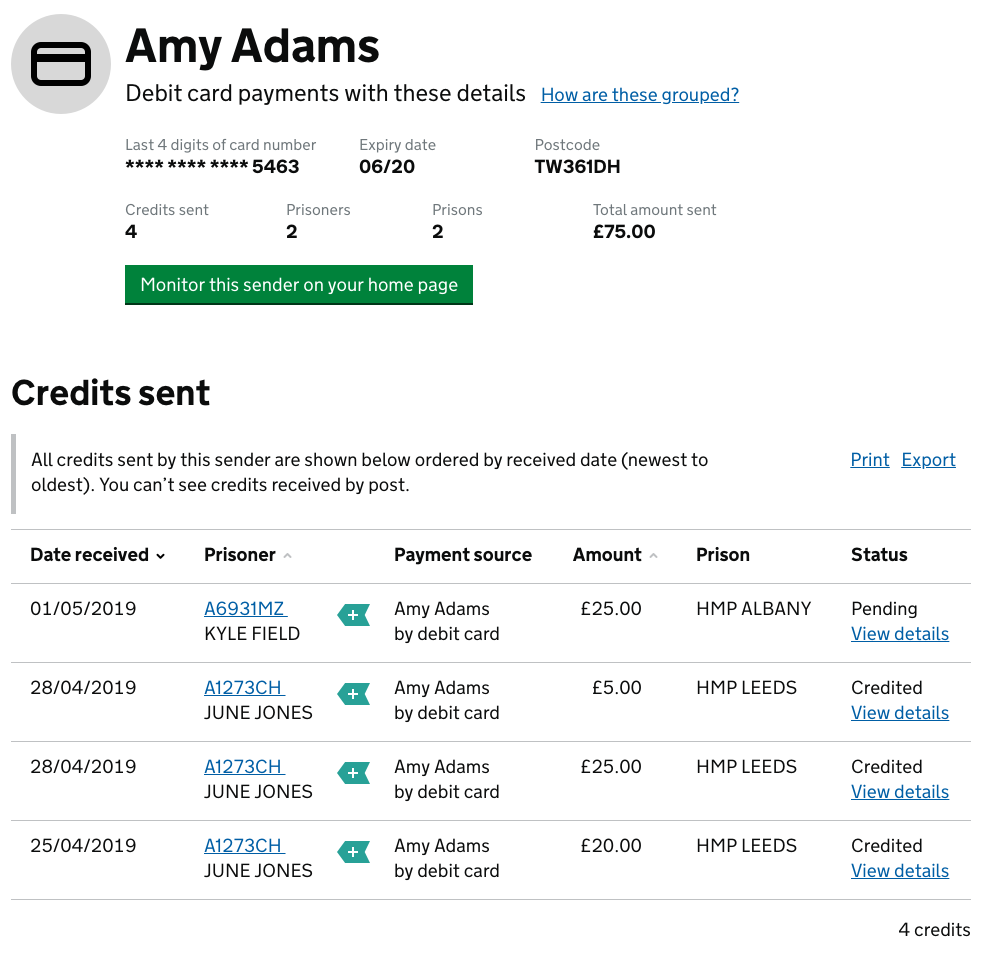 Amy Adams
Debit card payments with these details How are these grouped?
Last 4 digits of card number Expiry date Postcode
**** **** **** 5463 06/20 TW361DH
Credits sent Prisoners Prisons Total amount sent
4 2 2 £75.00
Monitor this sender on your home page
Credits sent
All credits sent by this sender are shown below ordered by received date (newest to Print Export
oldest). You can’t see credits received by post.
Date received Prisoner Payment source Amount Prison Status
01/05/2019 A6931MZ + Amy Adams £25.00 HMP ALBANY Pending
KYLE FIELD by debit card View details
28/04/2019 A1273CH + Amy Adams £5.00 HMP LEEDS Credited
JUNE JONES by debit card View details
28/04/2019 A1273CH + Amy Adams £25.00 HMP LEEDS Credited
JUNE JONES by debit card View details
25/04/2019 A1273CH + Amy Adams £20.00 HMP LEEDS Credited
JUNE JONES by debit card View details
4 credits